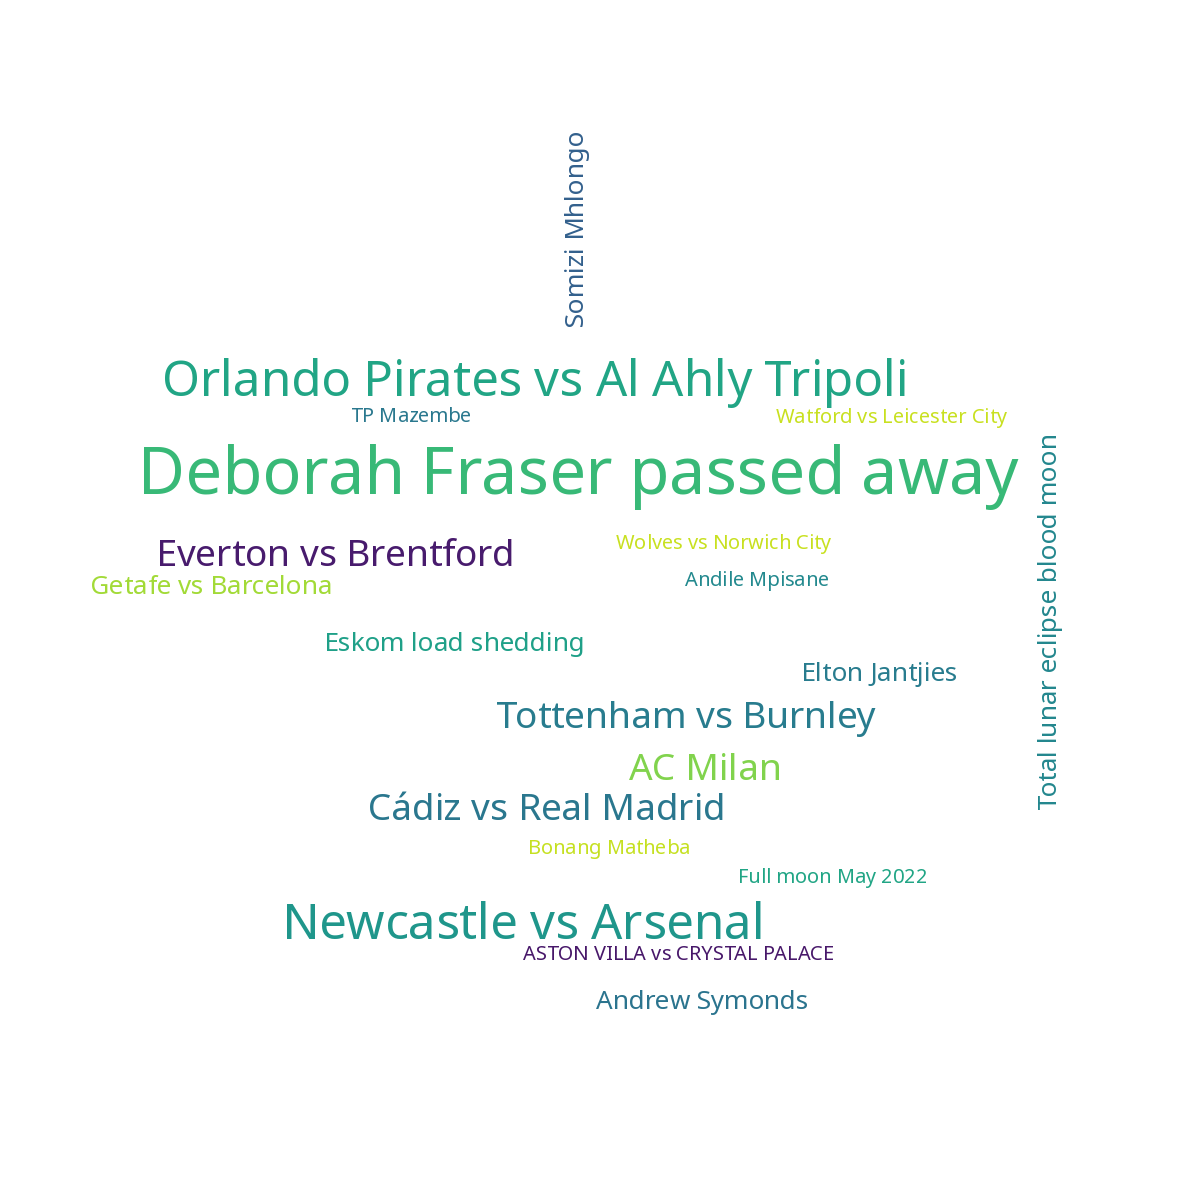 Somizi Mhlongo
Orlando Pirates vs Al Ahly Tripoli
TP Mazembe
Watford vs Leicester City
Deborah Fraser passed away
Total lunar eclipse blood moon
Everton vs Brentford
Wolves vs Norwich City
Getafe vs Barcelona
Andile Mpisane
Eskom load shedding
Elton Jantjies
Tottenham vs Burnley
AC Milan
Cádiz vs Real Madrid
Bonang Matheba
Full moon May 2022
Newcastle vs Arsenal
ASTON VILLA vs CRYSTAL PALACE
Andrew Symonds